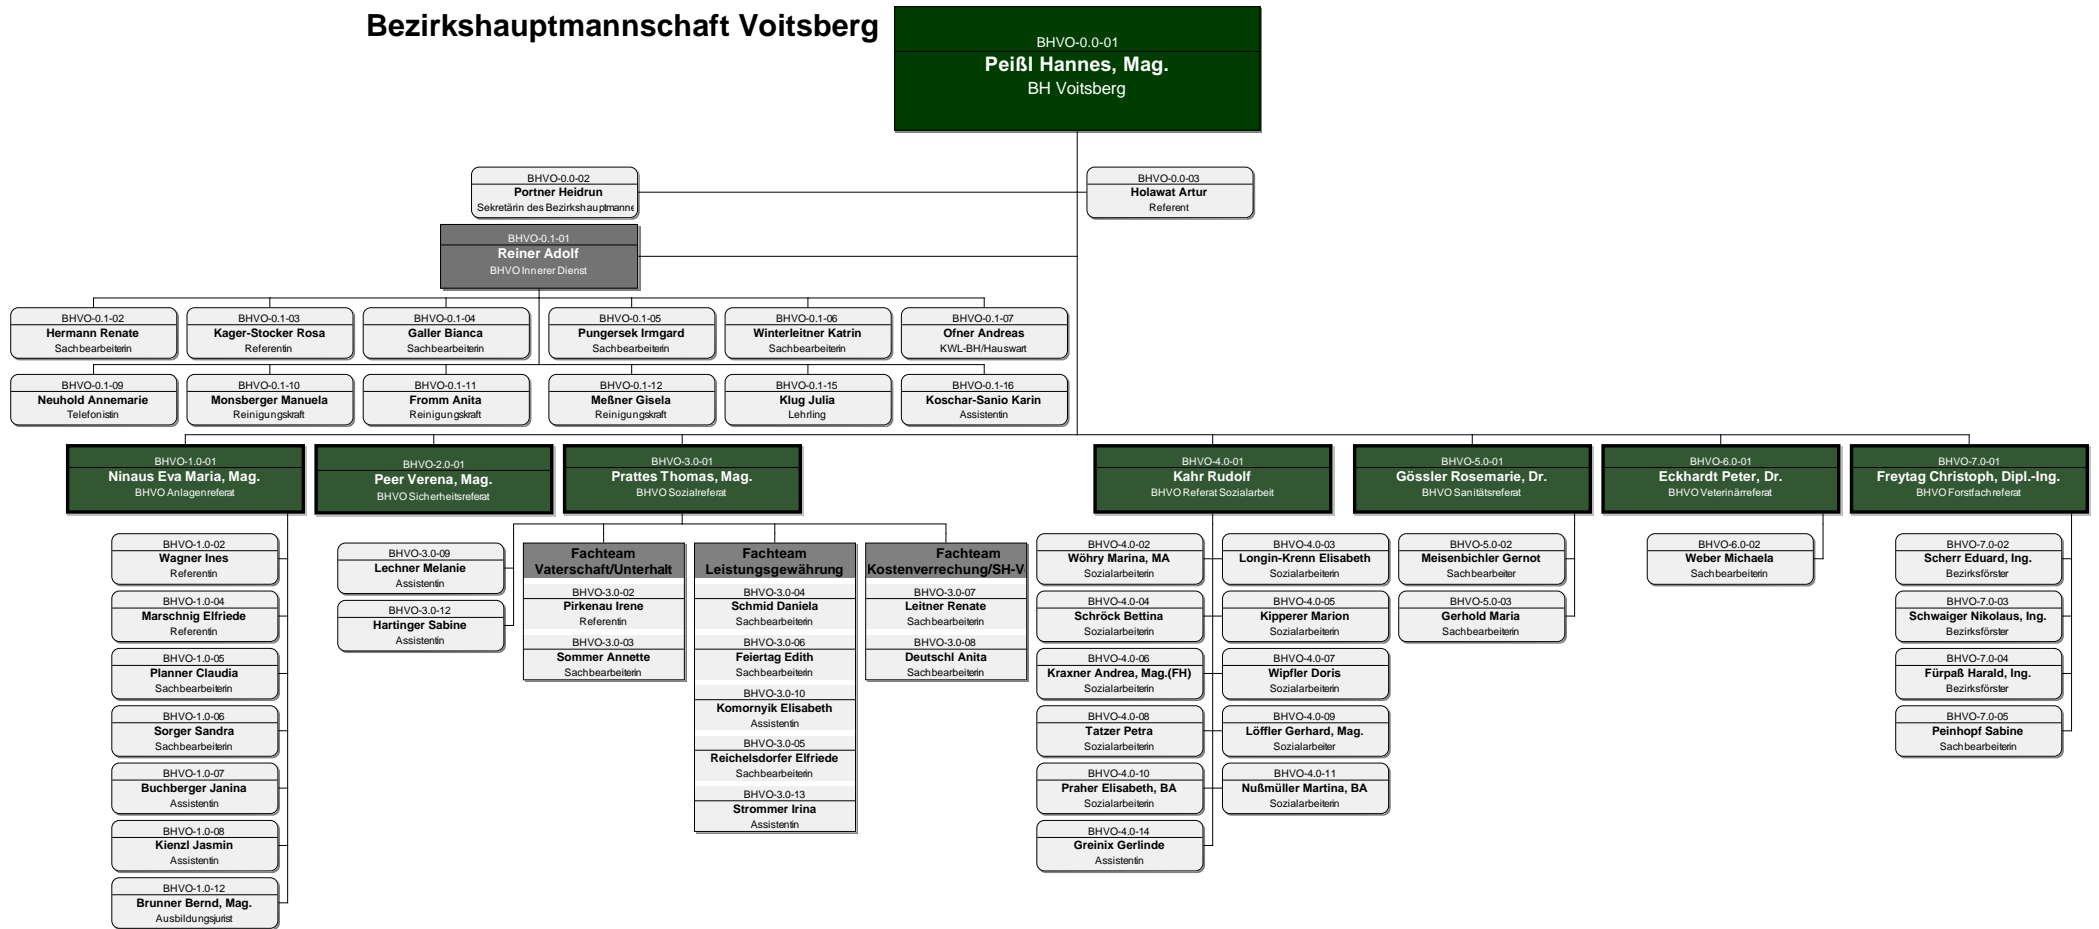 Bezirkshauptmannschaft Voitsberg
BHVO-0.0-01
Peißl Hannes, Mag.
BH Voitsberg
BHVO-0.0-02
Portner Heidrun
Sekretärin des Bezirkshauptmanne
BHVO-0.0-03
Holawat Artur
Referent
BHVO-0.1-01
Reiner Adolf
BHVO Innerer Dienst
BHVO-0.1-02
Hermann Renate
Sachbearbeiterin
BHVO-0.1-03
Kager-Stocker Rosa
Referentin
BHVO-0.1-04
Galler Bianca
Sachbearbeiterin
BHVO-0.1-05
Pungersek Irmgard
Sachbearbeiterin
BHVO-0.1-06
Winterleitner Katrin
Sachbearbeiterin
BHVO-0.1-07
Ofner Andreas
KWL-BH/Hauswart
BHVO-0.1-09
Neuhold Annemarie
Telefonistin
BHVO-0.1-10
Monsberger Manuela
Reinigungskraft
BHVO-0.1-11
Fromm Anita
Reinigungskraft
BHVO-0.1-12
Meßner Gisela
Reinigungskraft
BHVO-0.1-15
Klug Julia
Lehrling
BHVO-0.1-16
Koschar-Sanio Karin
Assistentin
BHVO-1.0-01
Ninaus Eva Maria, Mag.
BHVO Anlagenreferat
BHVO-1.0-02
Wagner Ines
Referentin
BHVO-1.0-04
Marschnig Elfriede
Referentin
BHVO-1.0-05
Planner Claudia
Sachbearbeiterin
BHVO-1.0-06
Sorger Sandra
Sachbearbeiterin
BHVO-1.0-07
Buchberger Janina
Assistentin
BHVO-1.0-08
Kienzl Jasmin
Assistentin
BHVO-1.0-12
Brunner Bernd, Mag.
Ausbildungsjurist
BHVO-2.0-01
Peer Verena, Mag.
BHVO Sicherheitsreferat
BHVO-3.0-01
Prattes Thomas, Mag.
BHVO Sozialreferat
BHVO-3.0-09
Lechner Melanie
Assistentin
BHVO-3.0-12
Hartinger Sabine
Assistentin
Fachteam
Vaterschaft/Unterhalt
BHVO-3.0-02
Pirkenau Irene
Referentin
BHVO-3.0-03
Sommer Annette
Sachbearbeiterin
Fachteam
Leistungsgewährung
BHVO-3.0-04
Schmid Daniela
Sachbearbeiterin
BHVO-3.0-06
Feiertag Edith
Sachbearbeiterin
BHVO-3.0-10
Komornyik Elisabeth
Assistentin
BHVO-3.0-05
Reichelsdorfer Elfriede
Sachbearbeiterin
BHVO-3.0-13
Strommer Irina
Assistentin
Fachteam
Kostenverrechung/SH-V
BHVO-3.0-07
Leitner Renate
Sachbearbeiterin
BHVO-3.0-08
Deutschl Anita
Sachbearbeiterin
BHVO-4.0-01
Kahr Rudolf
BHVO Referat Sozialarbeit
BHVO-4.0-02
Wöhry Marina, MA
Sozialarbeiterin
BHVO-4.0-03
Longin-Krenn Elisabeth
Sozialarbeiterin
BHVO-4.0-04
Schröck Bettina
Sozialarbeiterin
BHVO-4.0-05
Kipperer Marion
Sozialarbeiterin
BHVO-4.0-06
Kraxner Andrea, Mag.(FH)
Sozialarbeiterin
BHVO-4.0-07
Wipfler Doris
Sozialarbeiterin
BHVO-4.0-08
Tatzer Petra
Sozialarbeiterin
BHVO-4.0-09
Löffler Gerhard, Mag.
Sozialarbeiter
BHVO-4.0-10
Praher Elisabeth, BA
Sozialarbeiterin
BHVO-4.0-11
Nußmüller Martina, BA
Sozialarbeiterin
BHVO-4.0-14
Greinix Gerlinde
Assistentin
BHVO-5.0-01
Gössler Rosemarie, Dr.
BHVO Sanitätsreferat
BHVO-5.0-02
Meisenbichler Gernot
Sachbearbeiter
BHVO-5.0-03
Gerhold Maria
Sachbearbeiterin
BHVO-6.0-01
Eckhardt Peter, Dr.
BHVO Veterinärreferat
BHVO-6.0-02
Weber Michaela
Sachbearbeiterin
BHVO-7.0-01
Freytag Christoph, Dipl.-Ing.
BHVO Forstfachreferat
BHVO-7.0-02
Scherr Eduard, Ing.
Bezirksförster
BHVO-7.0-03
Schwaiger Nikolaus, Ing.
Bezirksförster
BHVO-7.0-04
Fürpaß Harald, Ing.
Bezirksförster
BHVO-7.0-05
Peinhopf Sabine
Sachbearbeiterin